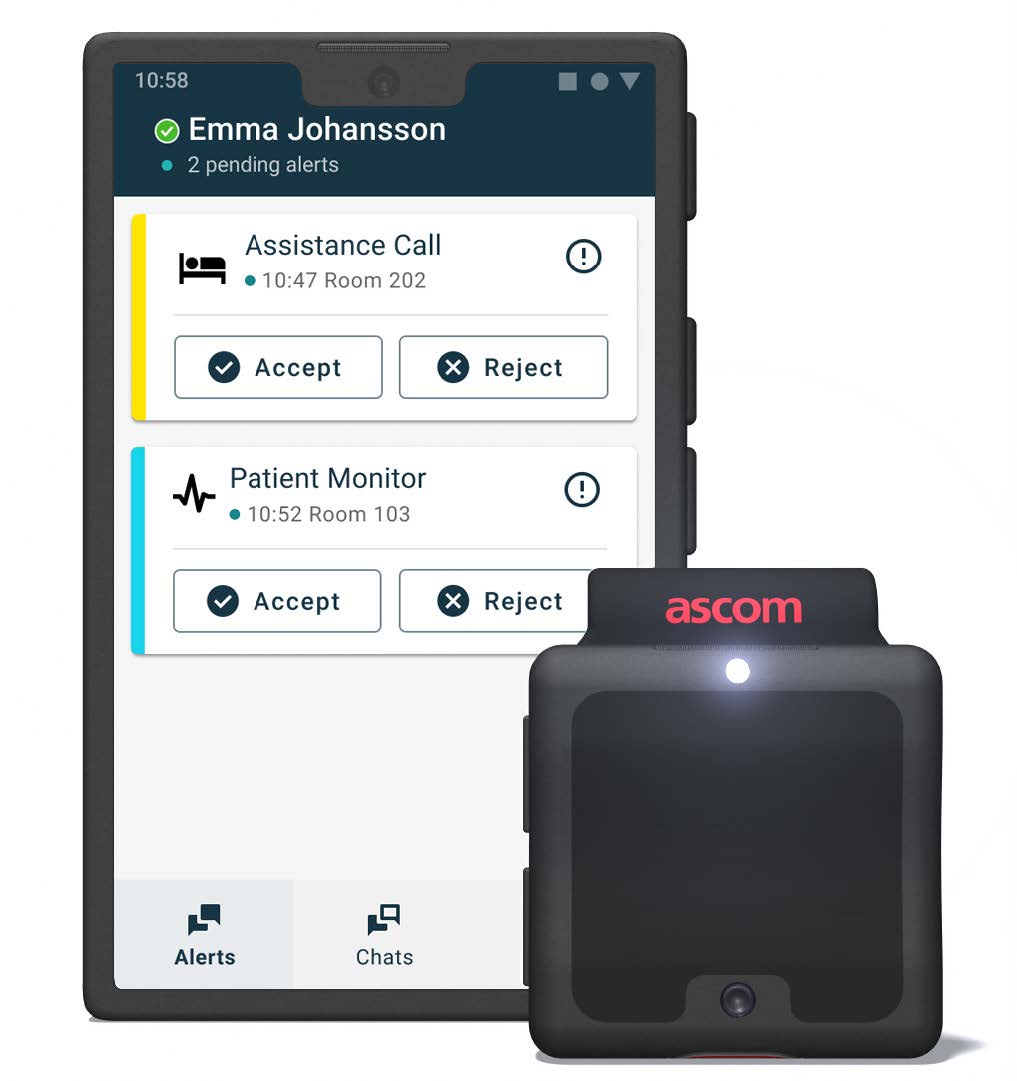 10:58
Emma Johansson
2 pending alerts
Assistance Call
10:47 Room 202
Accept
Reject
Patient Monitor
10:52 Room 103
Accept
Reject
ascom
Alerts
Chats